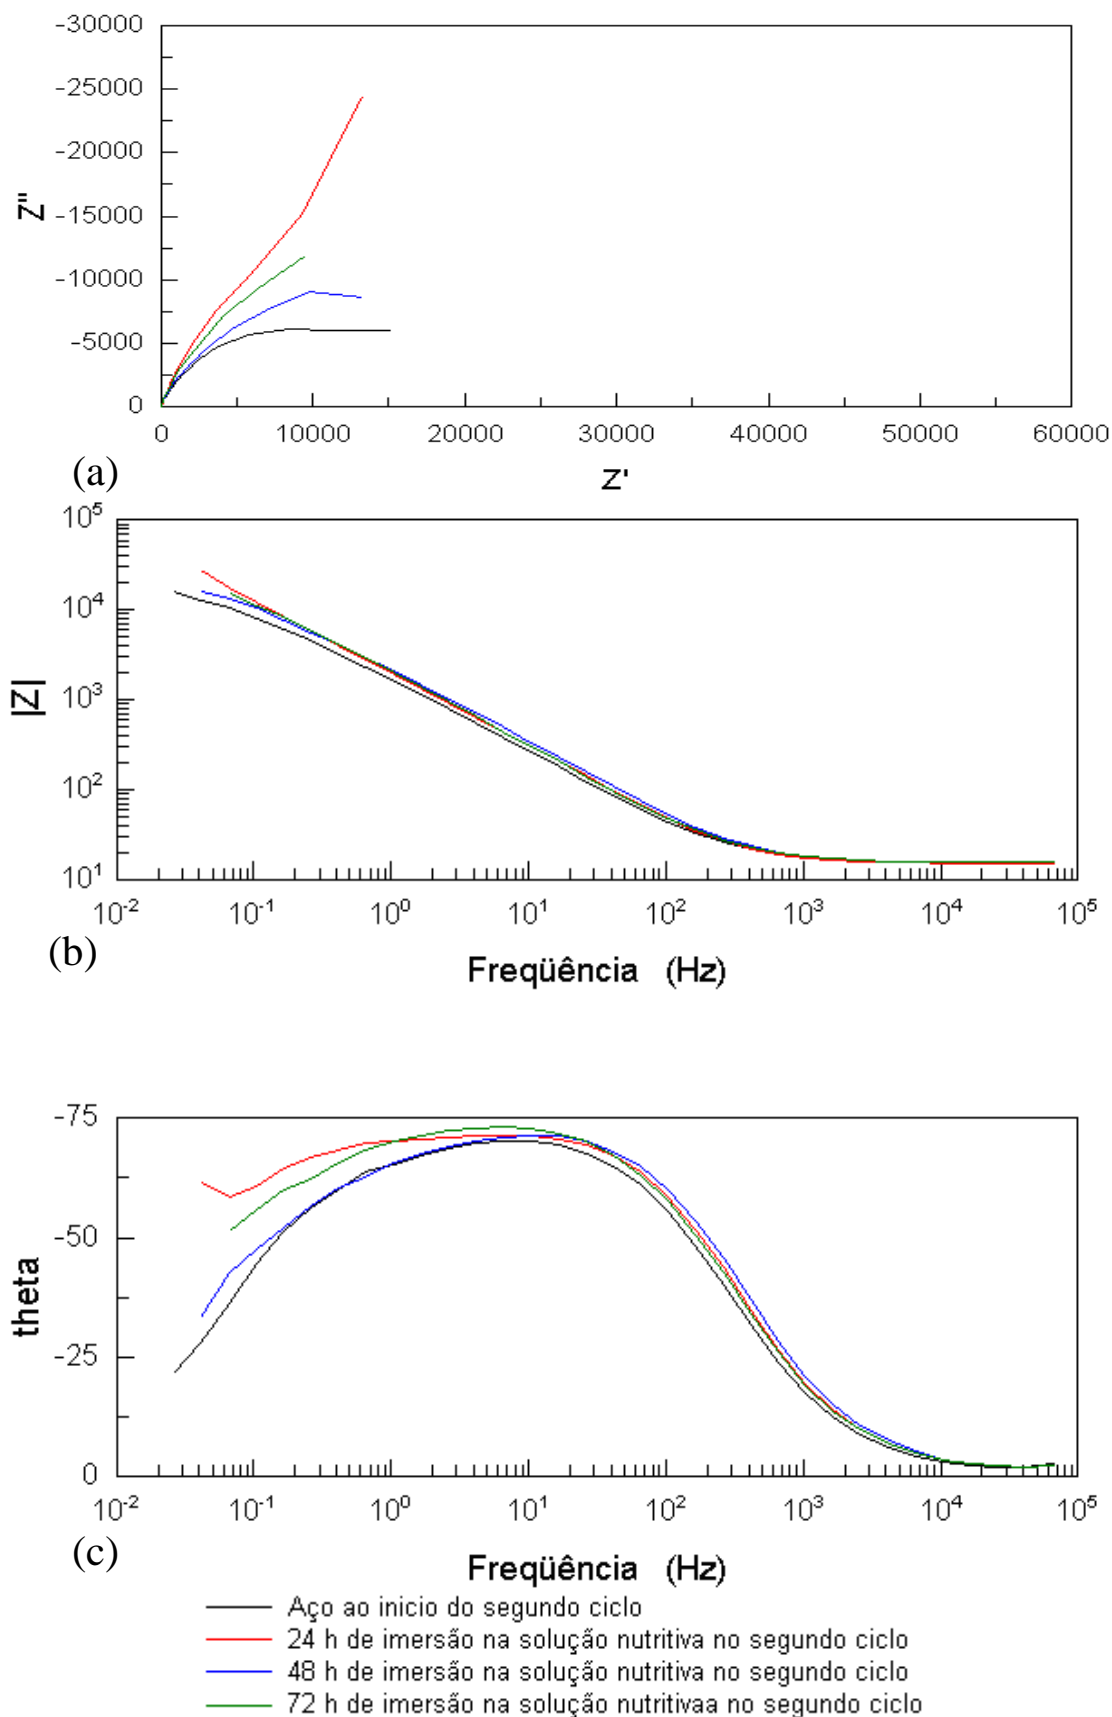 -30000
-25000
-20000
-15000
-10000
-5000
0
Z''
0 10000 20000 30000 40000 50000 60000
Z'
(a)
10^5
10^4
10^3
10^2
10^1
|Z|
10^-2 10^-1 10^0 10^1 10^2 10^3 10^4 10^5
Freqüência (Hz)
(b)
-75
-50
-25
0
theta
10^-2 10^-1 10^0 10^1 10^2 10^3 10^4 10^5
Freqüência (Hz)
(c)
Aço ao inicio do segundo ciclo
24 h de imersão na solução nutritiva no segundo ciclo
48 h de imersão na solução nutritiva no segundo ciclo
72 h de imersão na solução nutritivaa no segundo ciclo